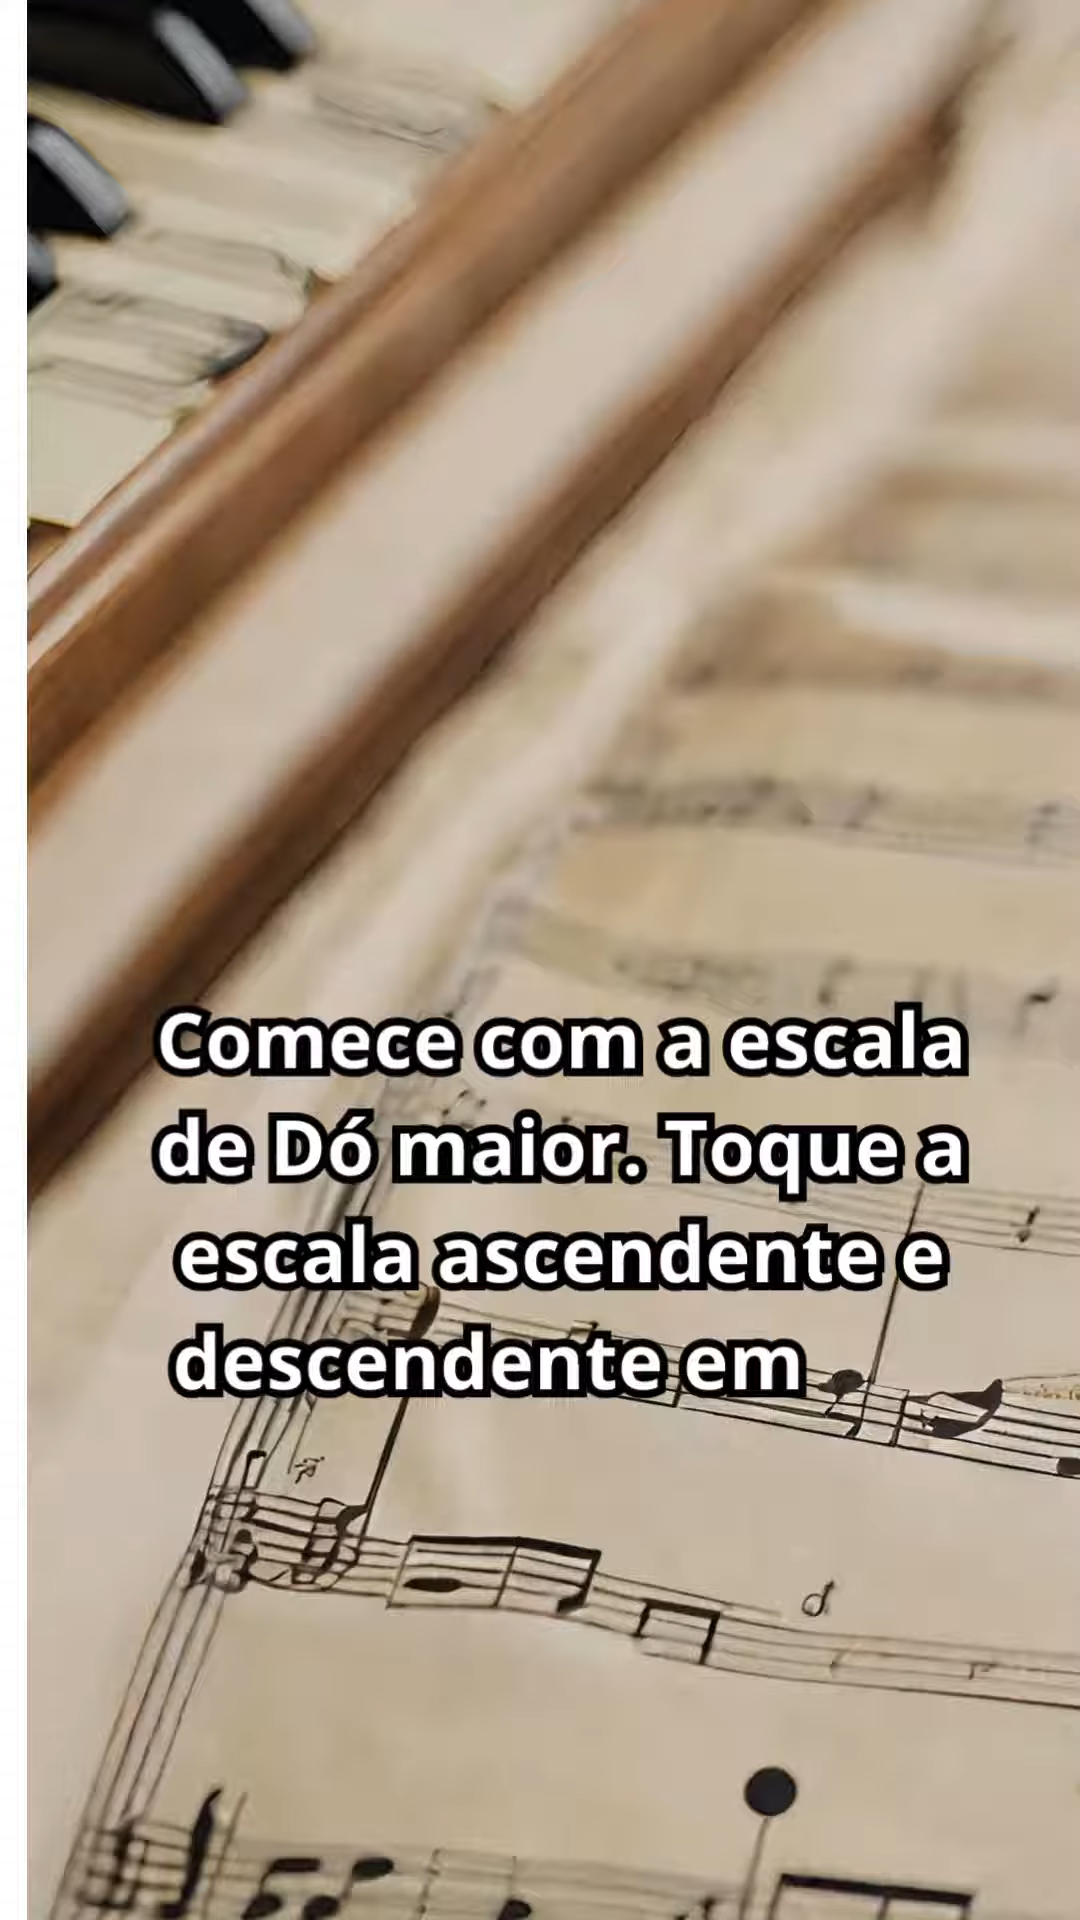 Comece com a escala
de Dó maior. Toque a
escala ascendente e
descendente em